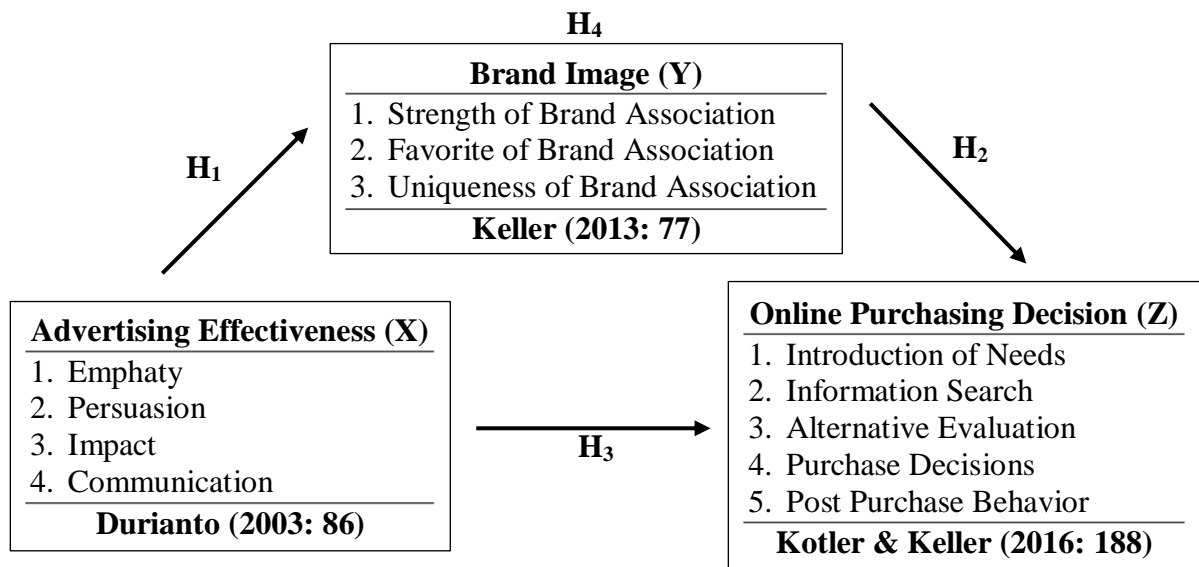 H4
Brand Image (Y)
1. Strength of Brand Association
2. Favorite of Brand Association
3. Uniqueness of Brand Association
Keller (2013: 77)
H1
H2
Advertising Effectiveness (X)
1. Emphaty
2. Persuasion
3. Impact
4. Communication
Durianto (2003: 86)
H3
Online Purchasing Decision (Z)
1. Introduction of Needs
2. Information Search
3. Alternative Evaluation
4. Purchase Decisions
5. Post Purchase Behavior
Kotler & Keller (2016: 188)